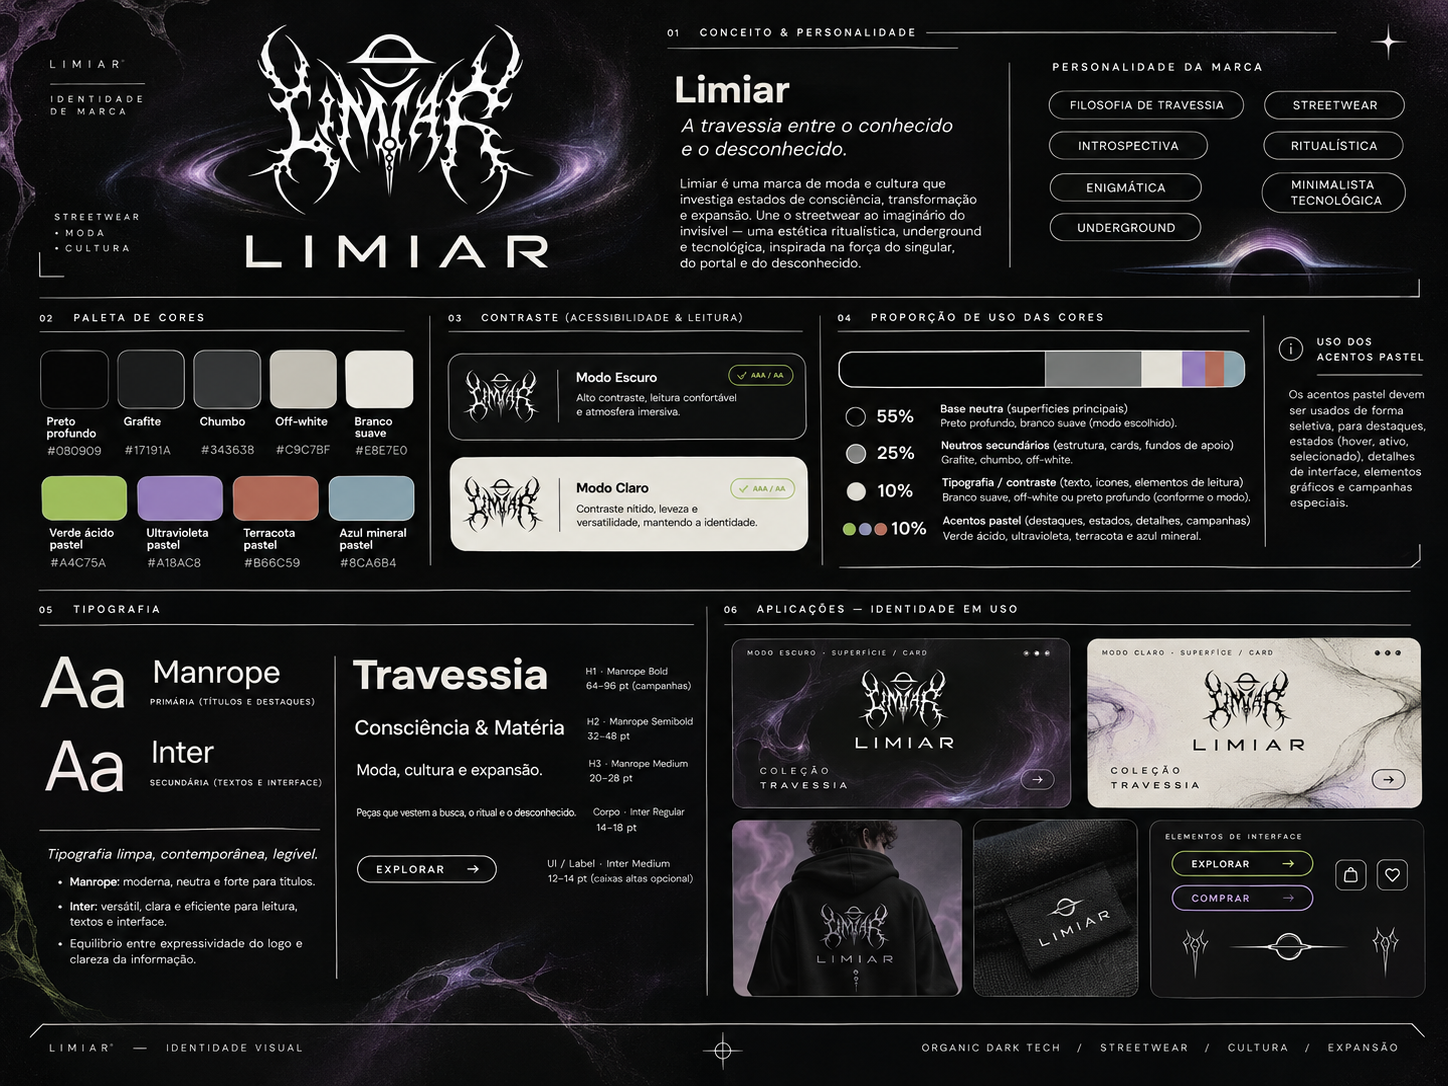 LIMIAR
IDENTIDADE
DE MARCA
STREETWEAR
• MODA
• CULTURA
LIMIAR
LIMIAR
01 CONCEITO & PERSONALIDADE
Limiar
A travessia entre o conhecido
e o desconhecido.
Limiar é uma marca de moda e cultura que
investiga estados de consciência, transformação
e expansão. Une o streetwear ao imaginário do
invisível — uma estética ritualística, underground
e tecnológica, inspirada na força do singular,
do portal e do desconhecido.
PERSONALIDADE DA MARCA
FILOSOFIA DE TRAVESSIA
STREETWEAR
INTROSPECTIVA
RITUALÍSTICA
ENIGMÁTICA
MINIMALISTA
TECNOLÓGICA
UNDERGROUND
02 PALETA DE CORES
Preto
profundo
#080909
Grafite
#17191A
Chumbo
#343638
Off-white
#C9C7BF
Branco
suave
#E8E7E0
Verde ácido
pastel
#A4C75A
Ultravioleta
pastel
#A18AC8
Terracota
pastel
#B66C59
Azul mineral
pastel
#8CA6B4
03 CONTRASTE (ACESSIBILIDADE & LEITURA)
LIMIAR
Modo Escuro
Alto contraste, leitura confortável
e atmosfera imersiva.
AAA / AA
LIMIAR
Modo Claro
Contraste nítido, leveza e
versatilidade, mantendo a identidade.
AAA / AA
04 PROPORÇÃO DE USO DAS CORES
55%
Base neutra (superfícies principais)
Preto profundo, branco suave (modo escolhido).
25%
Neutros secundários (estrutura, cards, fundos de apoio)
Grafite, chumbo, off-white.
10%
Tipografia / contraste (texto, icones, elementos de leitura)
Branco suave, off-white ou preto profundo (conforme o modo).
10%
Acentos pastel (destaques, estados, detalhes, campanhas)
Verde ácido, ultravioleta, terracota e azul mineral.
i
USO DOS
ACENTOS PASTEL
Os acentos pastel devem
ser usados de forma
seletiva, para destaques,
estados (hover, ativo,
selecionado), detalhes
de interface, elementos
gráficos e campanhas
especiais.
05 TIPOGRAFIA
Aa
Manrope
PRIMÁRIA (TÍTULOS E DESTAQUES)
Aa
Inter
SECUNDÁRIA (TEXTOS E INTERFACE)
Tipografia limpa, contemporânea, legível.
• Manrope: moderna, neutra e forte para titulos.
• Inter: versátil, clara e eficiente para leitura,
textos e interface.
• Equilibrio entre expressividade do logo e
clareza da informação.
Travessia
H1 · Manrope Bold
64–96 pt (campanhas)
Consciência & Matéria
H2 · Manrope Semibold
32–48 pt
Moda, cultura e expansão.
H3 · Manrope Medium
20–28 pt
Peças que vestem a busca, o ritual e o desconhecido.
Corpo · Inter Regular
14–18 pt
EXPLORAR →
UI / Label · Inter Medium
12–14 pt (caixas altas opcional)
06 APLICAÇÕES — IDENTIDADE EM USO
MODO ESCURO · SUPERFÍCIE / CARD
LIMIAR
LIMIAR
COLEÇÃO
TRAVESSIA
→
MODO CLARO · SUPERFÍCE / CARD
LIMIAR
LIMIAR
COLEÇÃO
TRAVESSIA
→
LIMIAR
LIMIAR
LIMIAR
ELEMENTOS DE INTERFACE
EXPLORAR →
COMPRAR →
LIMIAR — IDENTIDADE VISUAL
ORGANIC DARK TECH / STREETWEAR / CULTURA / EXPANSÃO